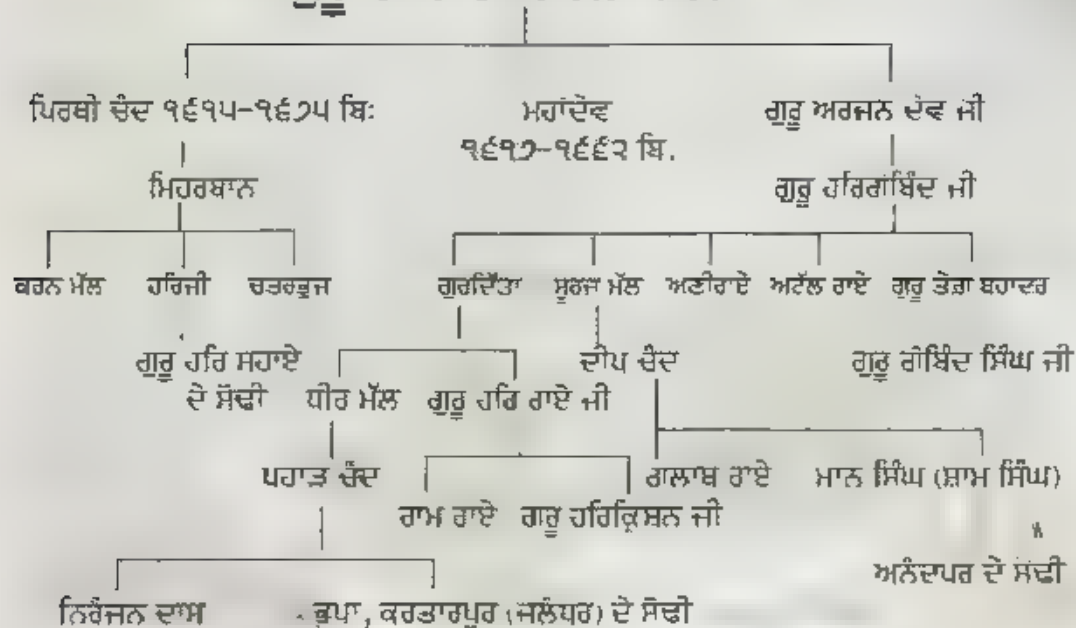 ਪਿਰਥੀ ਚੰਦ ੧੬੧੫-੧੬੭੫ ਬਿ: ਮਹਾਂਦੇਵ ਗੁਰੂ ਅਰਜਨ ਦੇਵ ਜੀ
੧੬੧੭-੧੬੬੨ ਬਿ.
ਮਿਹਰਬਾਨ ਗੁਰੂ ਹਰਿਗੋਬਿੰਦ ਜੀ
ਕਰਨ ਮੱਲ ਹਰਿਜੀ ਚਤਰਭੁਜ ਗੁਰਦਿੱਤਾ ਸੂਰਜ ਮੱਲ ਅਣੀਰਾਏ ਅਟੱਲ ਰਾਏ ਗੁਰੂ ਤੇਗ਼ ਬਹਾਦਰ
ਗੁਰੂ ਹਰਿ ਸਹਾਏ ਦੀਪ ਚੰਦ ਗੁਰੂ ਗੋਬਿੰਦ ਸਿੰਘ ਜੀ
ਦੇ ਸੋਢੀ ਧੀਰ ਮੱਲ ਗੁਰੂ ਹਰਿ ਰਾਏ ਜੀ
ਪਹਾੜ ਚੰਦ ਗੁਲਾਬ ਰਾਏ ਮਾਨ ਸਿੰਘ (ਸ਼ਾਮ ਸਿੰਘ)
ਰਾਮ ਰਾਏ ਗੁਰੂ ਹਰਿਕ੍ਰਿਸ਼ਨ ਜੀ
ਅਨੰਦਪੁਰ ਦੇ ਸੋਢੀ
ਨਿਰੰਜਨ ਦਾਸ ਭੂਪਾ, ਕਰਤਾਰਪੁਰ (ਜਲੰਧਰ) ਦੇ ਸੋਢੀ